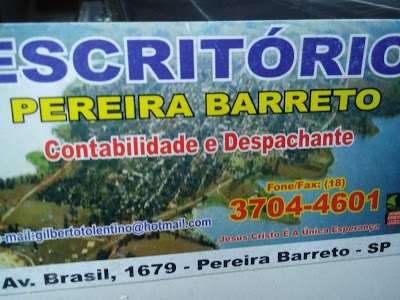 ESCRITÓRIO
PEREIRA BARRETO
Contabilidade e Despachante
Fone/Fax: (18)
3704-4601
e-mail:gilbertotolentino@hotmail.com
Jesus Cristo É A Única Esperança
Av. Brasil, 1679 - Pereira Barreto - SP